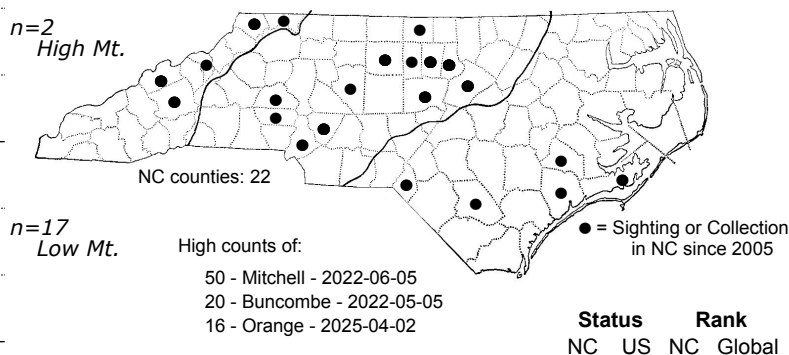 n=2
High Mt.
NC counties: 22
n=17
Low Mt.
High counts of:
50 - Mitchell - 2022-06-05
20 - Buncombe - 2022-05-05
16 - Orange - 2025-04-02
● = Sighting or Collection
in NC since 2005
Status Rank
NC US NC Global